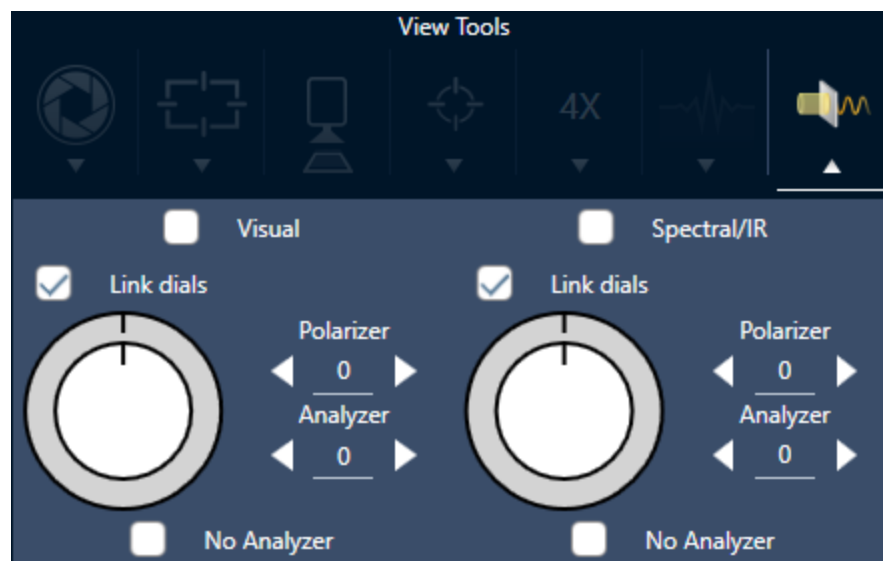 View Tools
4X
Visual
Spectral/IR
Link dials
Link dials
Polarizer
0
Analyzer
0
Polarizer
0
Analyzer
0
No Analyzer
No Analyzer